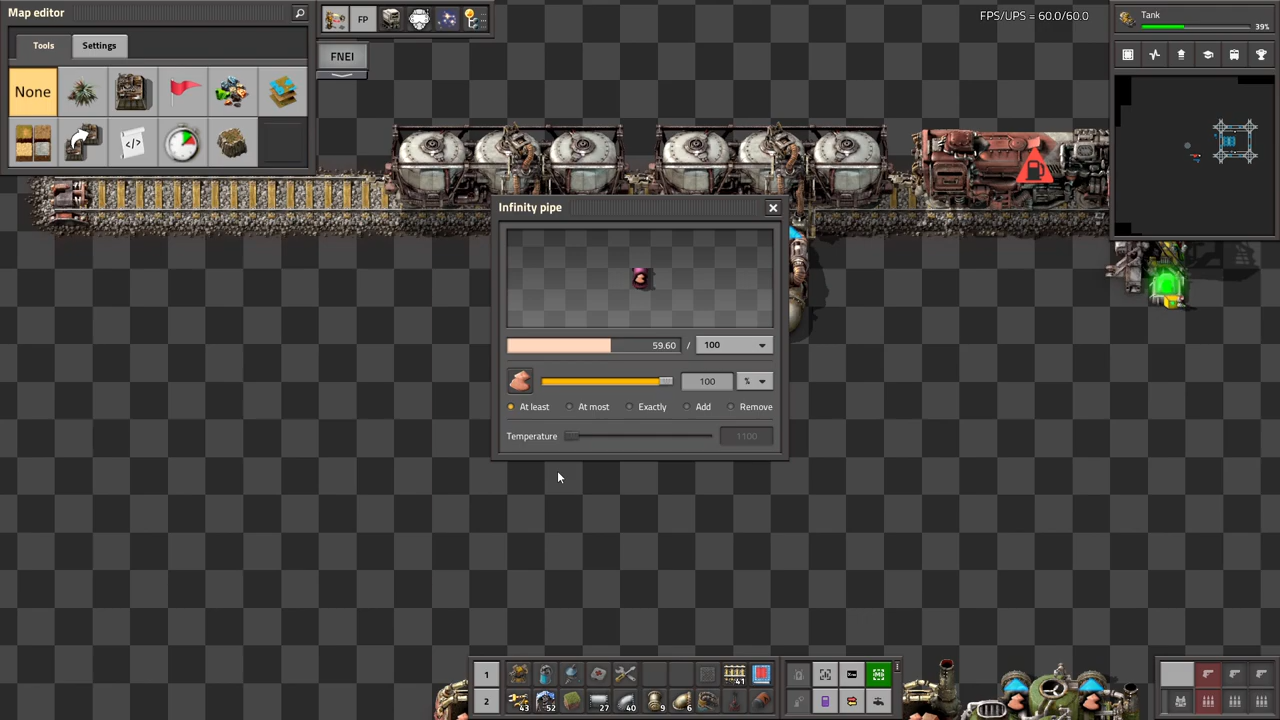 Map editor
FP
FPS/UPS = 60.0/60.0
Tank
39%
Tools
Settings
FNEI
None
</>
Infinity pipe
59.60 / 100
100 %
At least At most Exactly Add Remove
Temperature 1100
1
41
2
43 52 27 40 9 6